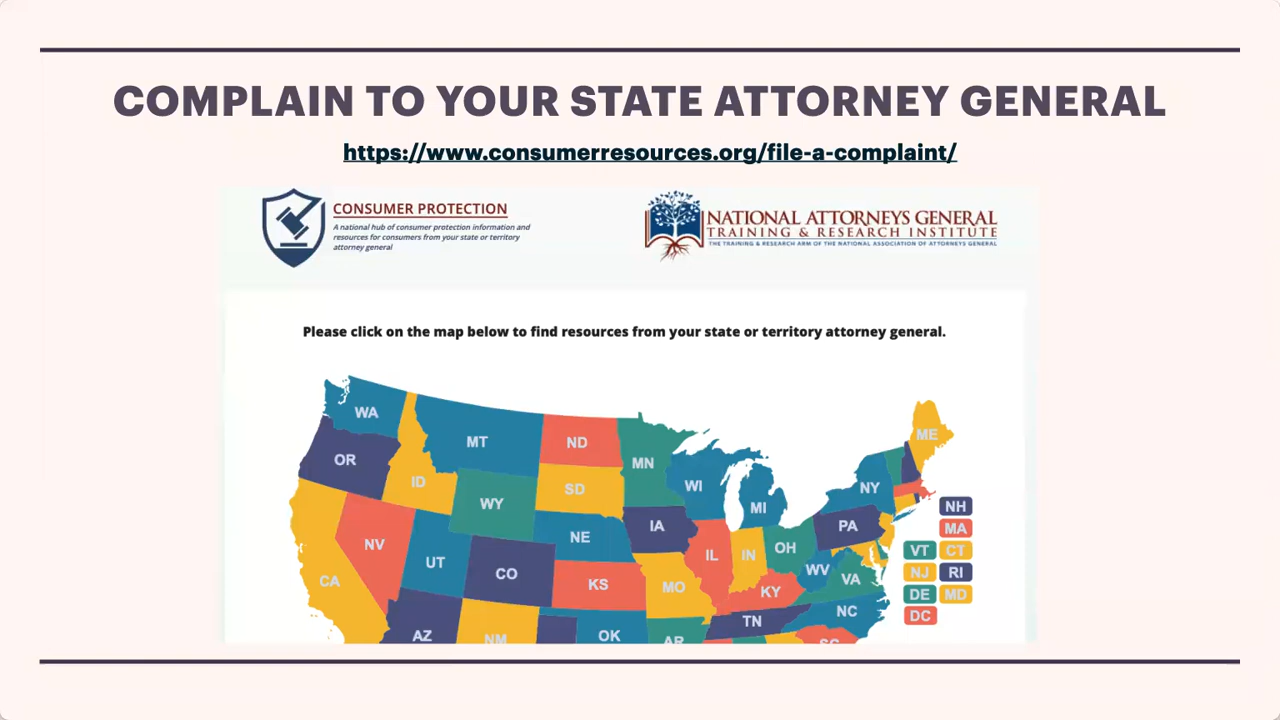 COMPLAIN TO YOUR STATE ATTORNEY GENERAL
https://www.consumerresources.org/file-a-complaint/
CONSUMER PROTECTION
A national hub of consumer protection information and
resources for consumers from your state or territory
attorney general
NATIONAL ATTORNEYS GENERAL
TRAINING & RESEARCH INSTITUTE
THE TRAINING & RESEARCH ARM OF THE NATIONAL ASSOCIATION OF ATTORNEYS GENERAL
Please click on the map below to find resources from your state or territory attorney general.
WA
MT
ND
MN
ME
OR
ID
SD
WI
NY
WY
MI
NH
IA
PA
MA
NV
NE
UT
CO
IL
IN
OH
VT
CT
CA
KS
MO
KY
WV
VA
NJ
RI
DE
MD
TN
NC
DC
AZ
NM
OK
AR
SC